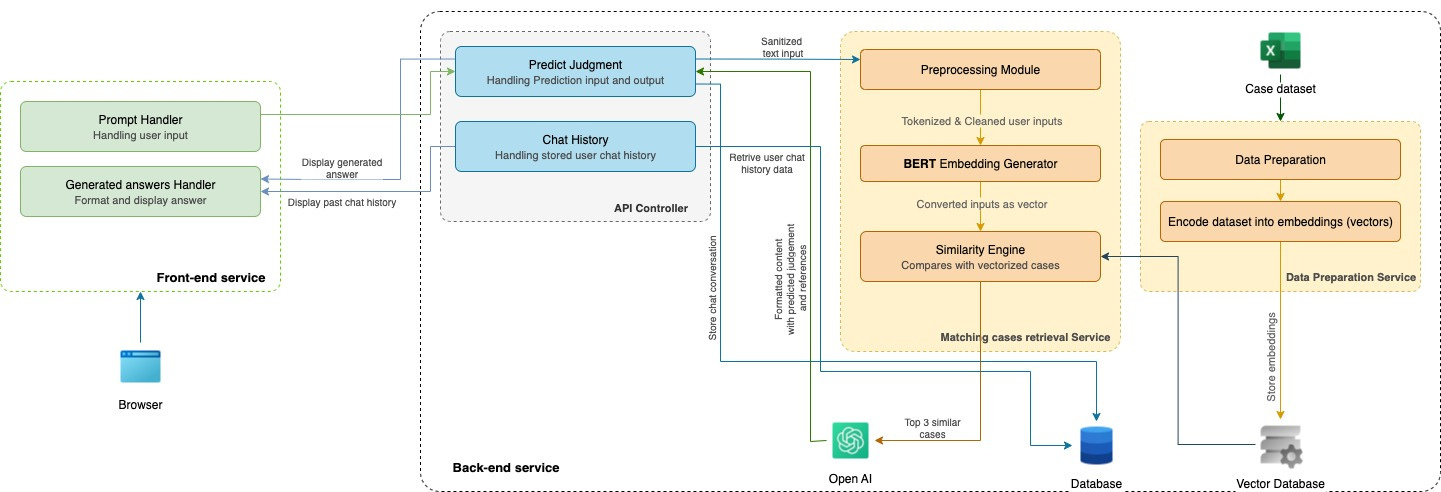 Prompt Handler
Handling user input
Generated answers Handler
Format and display answer
Front-end service
Browser
Display generated
answer
Display past chat history
Predict Judgment
Handling Prediction input and output
Chat History
Handling stored user chat history
API Controller
Sanitized
text input
Retrive user chat
history data
Store chat conversation
Formatted content
with predicted judgement
and references
Preprocessing Module
Tokenized & Cleaned user inputs
BERT Embedding Generator
Converted inputs as vector
Similarity Engine
Compares with vectorized cases
Matching cases retrieval Service
X
Case dataset
Data Preparation
Encode dataset into embeddings (vectors)
Data Preparation Service
Store embeddings
Top 3 similar
cases
Open AI
Database
Vector Database
Back-end service